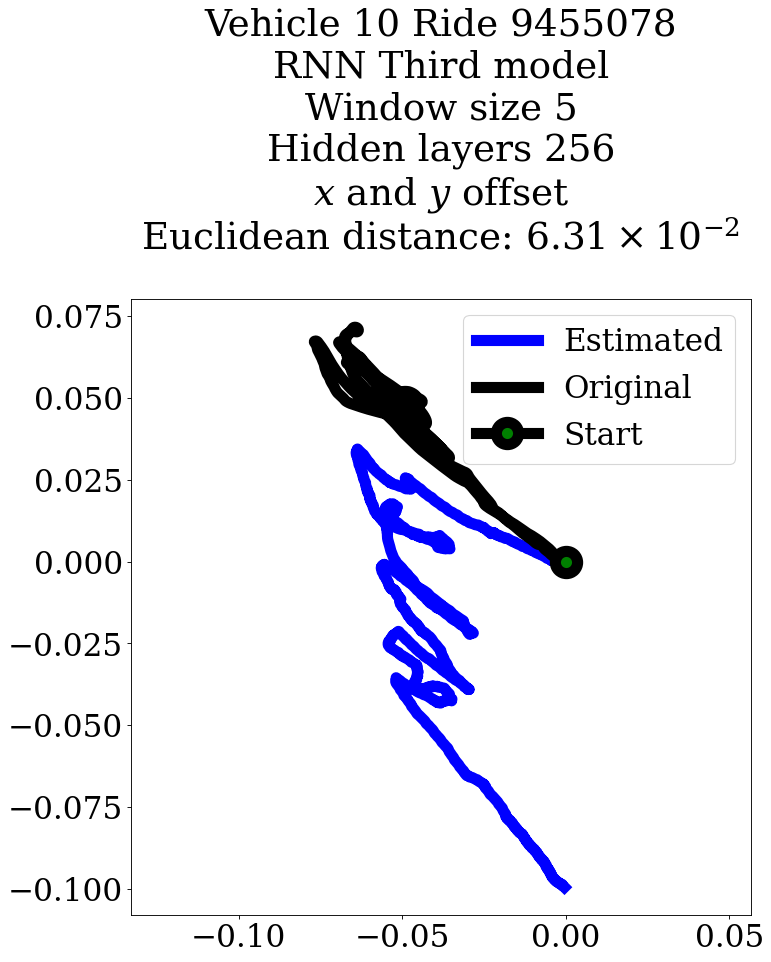 Vehicle 10 Ride 9455078
RNN Third model
Window size 5
Hidden layers 256
x and y offset
Euclidean distance: 6.31 × 10⁻²
Estimated
Original
Start
0.075
0.050
0.025
0.000
−0.025
−0.050
−0.075
−0.100
−0.10 −0.05 0.00 0.05